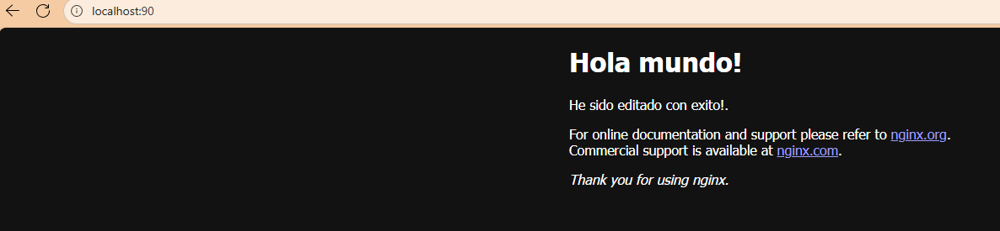 localhost:90
Hola mundo!
He sido editado con exito!.
For online documentation and support please refer to nginx.org.
Commercial support is available at nginx.com.
Thank you for using nginx.